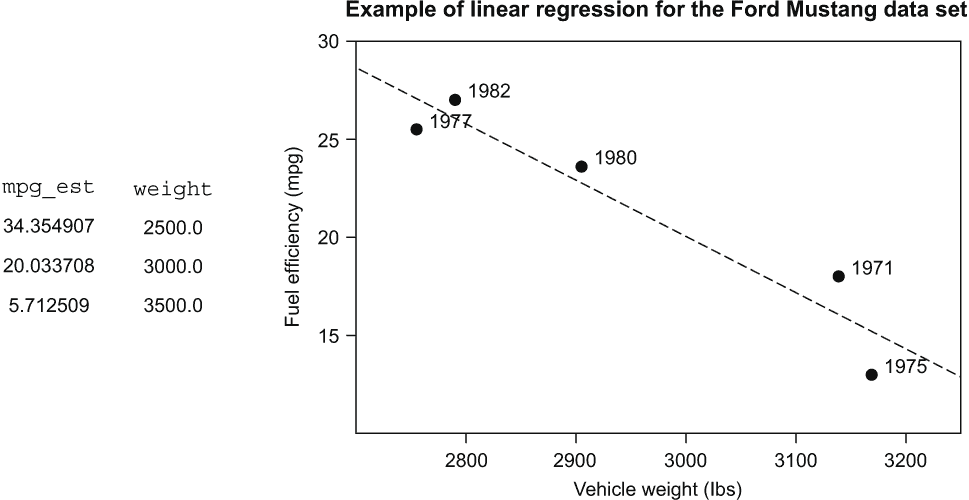 Example of linear regression for the Ford Mustang data set
mpg_est weight
34.354907 2500.0
20.033708 3000.0
5.712509 3500.0
Fuel efficiency (mpg)
30
25
20
15
1982
1977
1980
1971
1975
2800 2900 3000 3100 3200
Vehicle weight (lbs)